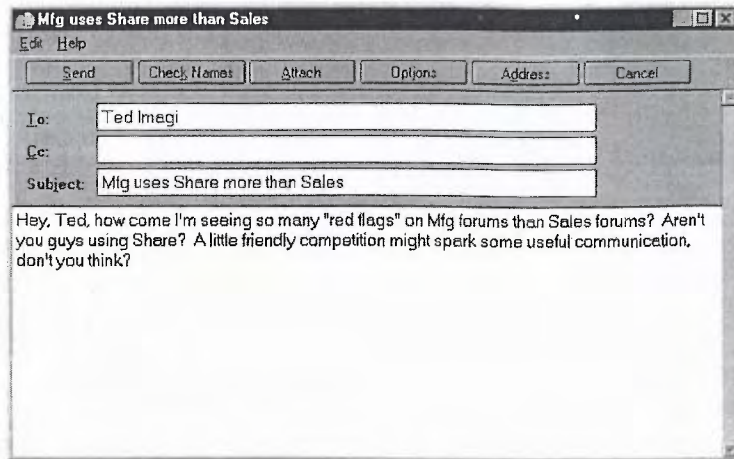 Mfg uses Share more than Sales
Edit Help
Send Check Names Attach Options Address Cancel
To: Ted Imagi
Cc:
Subject: Mfg uses Share more than Sales
Hey, Ted, how come I'm seeing so many "red flags" on Mfg forums than Sales forums? Aren't
you guys using Share? A little friendly competition might spark some useful communication,
don't you think?